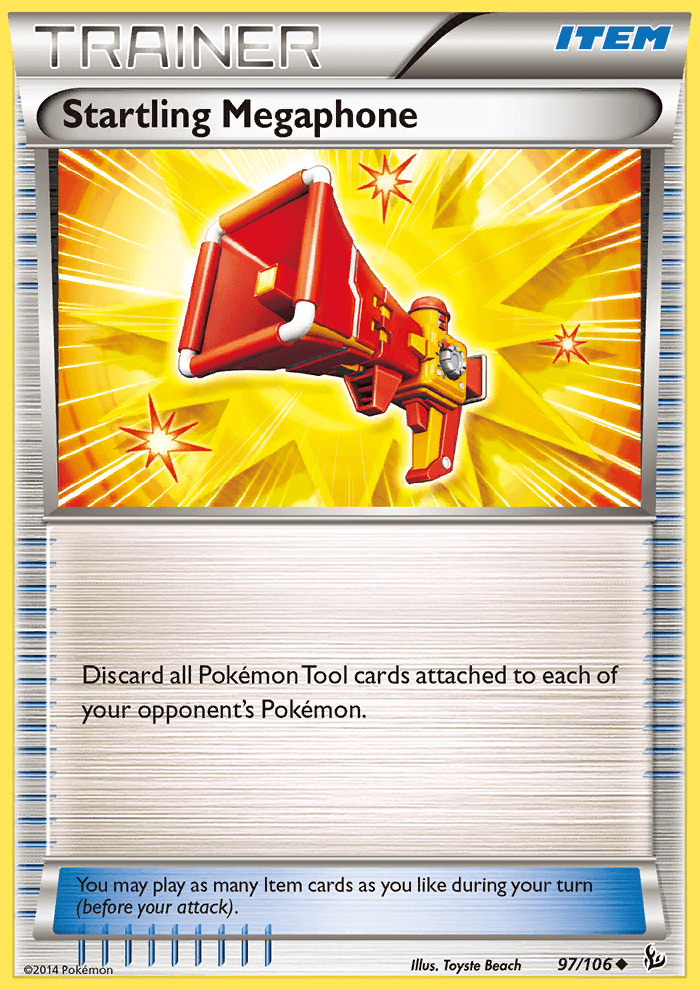 TRAINER
ITEM
Startling Megaphone
Discard all Pokémon Tool cards attached to each of
your opponent's Pokémon.
You may play as many Item cards as you like during your turn
(before your attack).
©2014 Pokémon
Illus. Toyste Beach
97/106